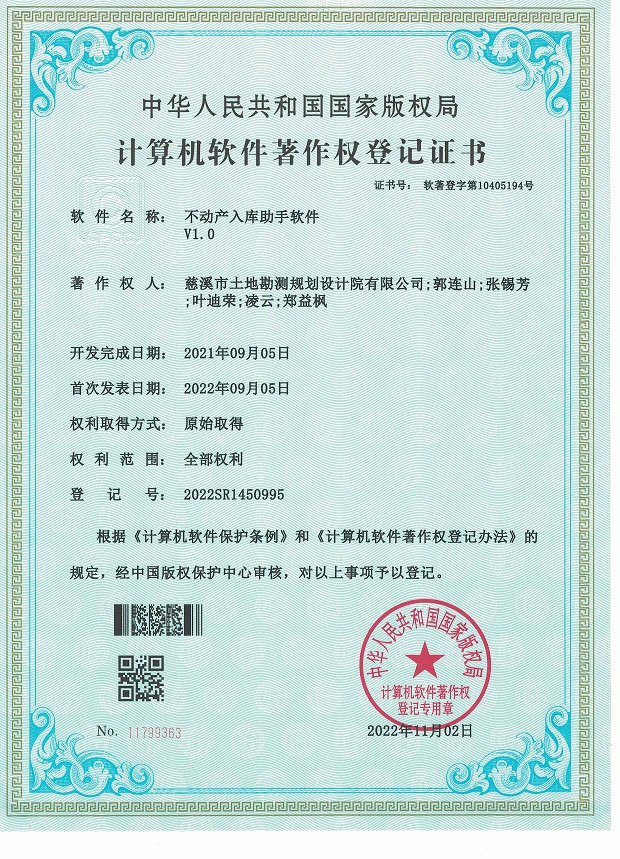 中华人民共和国国家版权局
计算机软件著作权登记证书
证书号： 软著登字第10405194号
软件名称： 不动产入库助手软件
V1.0
著作权人： 慈溪市土地勘测规划设计院有限公司;郭连山;张锡芳
;叶迪荣;凌云;郑益枫
开发完成日期： 2021年09月05日
首次发表日期： 2022年09月05日
权利取得方式： 原始取得
权利范围： 全部权利
登记号： 2022SR1450995
根据《计算机软件保护条例》和《计算机软件著作权登记办法》的
规定，经中国版权保护中心审核，对以上事项予以登记。
中华人民共和国国家版权局
计算机软件著作权
登记专用章
No. 11799363
2022年11月02日
CPCC